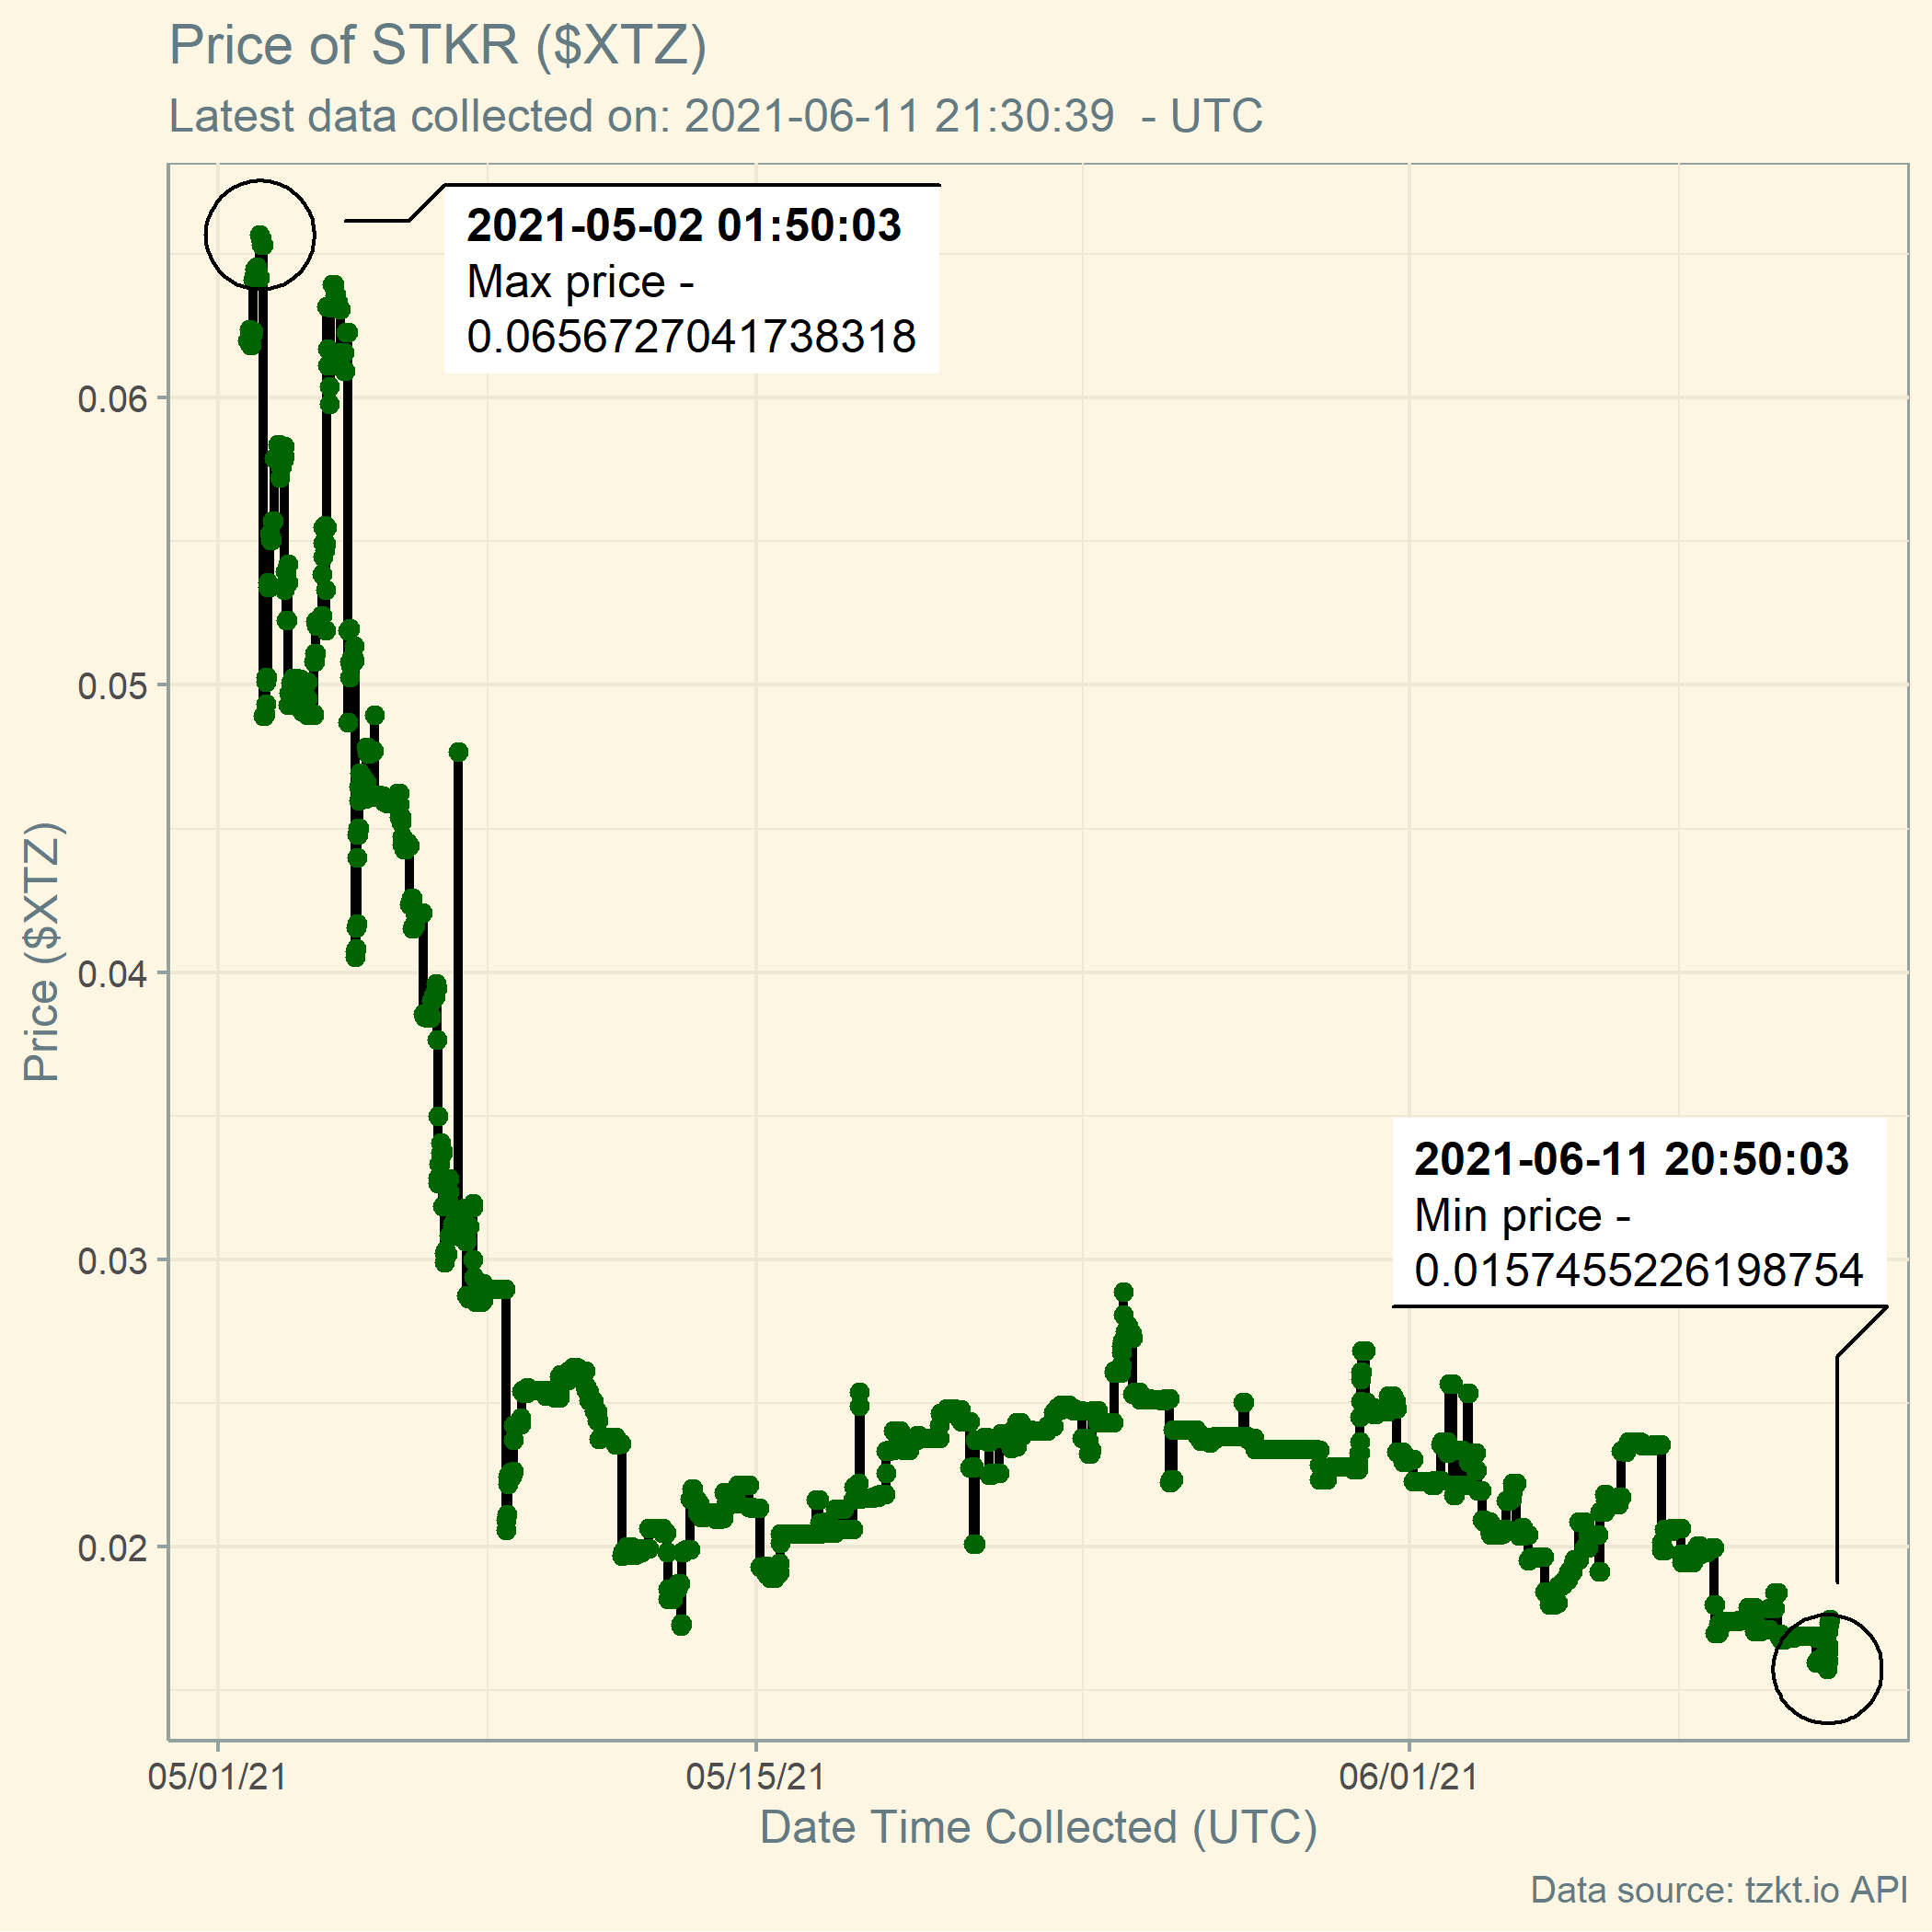 Price of STKR ($XTZ)
Latest data collected on: 2021-06-11 21:30:39  - UTC
2021-05-02 01:50:03
Max price -
0.0656727041738318
0.06
0.05
0.04
0.03
0.02
Price ($XTZ)
2021-06-11 20:50:03
Min price -
0.0157455226198754
05/01/21
05/15/21
06/01/21
Date Time Collected (UTC)
Data source: tzkt.io API